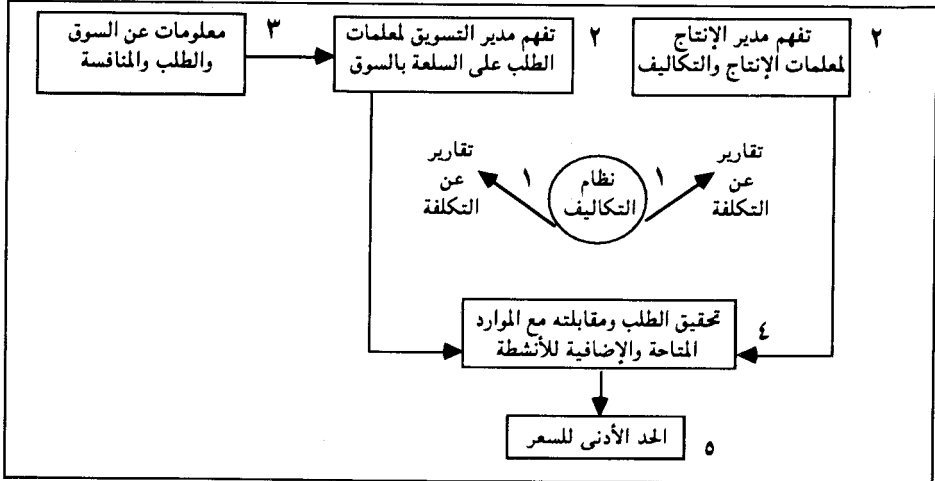 ٢
تفهم مدير الإنتاج
لمعلمات الإنتاج والتكاليف
٢
تفهم مدير التسويق لمعلمات
الطلب على السلعة بالسوق
٣
معلومات عن السوق
والطلب والمنافسة
تقارير
عن
التكلفة
١
نظام
التكاليف
١
تقارير
عن
التكلفة
تحقيق الطلب ومقابلته مع الموارد
المتاحة والإضافية للأنشطة
٤
الحد الأدنى للسعر
٥